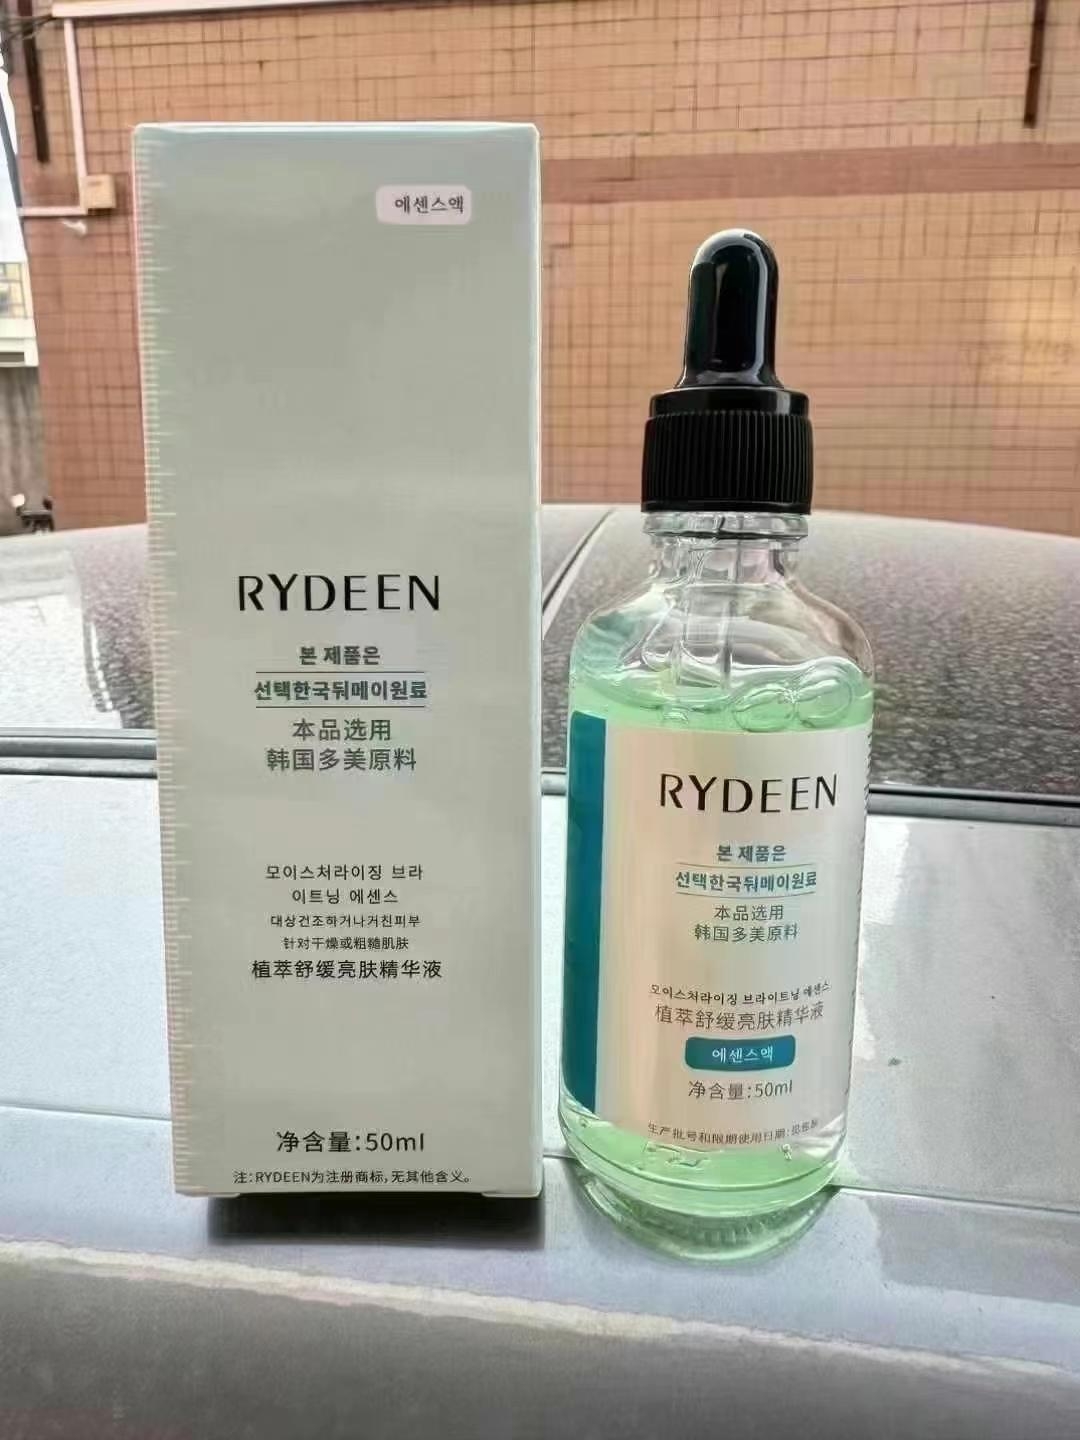 에센스액
RYDEEN
본 제품은
선택한국둬메이원료
本品选用
韩国多美原料
모이스처라이징 브라
이트닝 에센스
대상건조하거나거친피부
针对干燥或粗糙肌肤
植萃舒缓亮肤精华液
净含量:50ml
注:RYDEEN为注册商标,无其他含义。
RYDEEN
본 제품은
선택한국둬메이원료
本品选用
韩国多美原料
모이스처라이징 브라이트닝 에센스
植萃舒缓亮肤精华液
에센스액
净含量:50ml
生产批号和限期使用日期:见瓶